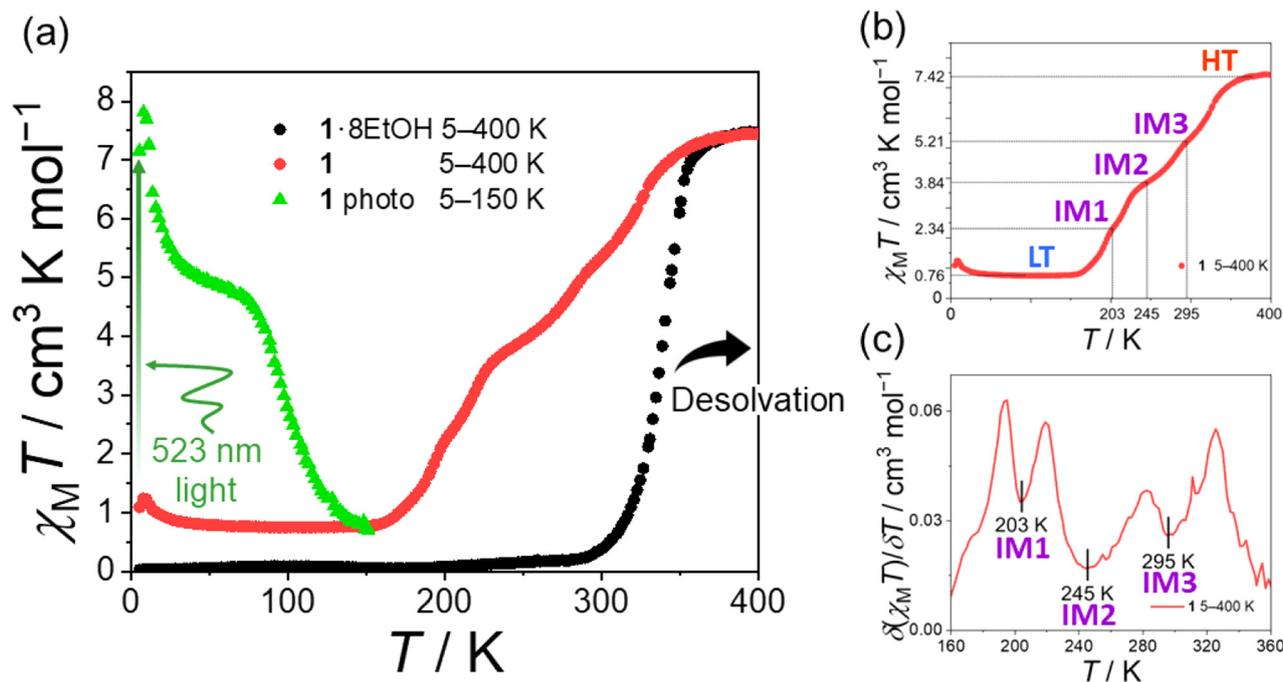 (a)
χMT / cm³ K mol⁻¹
8
7
6
5
4
3
2
1
0
0 100 200 300 400
T / K
1·8EtOH 5–400 K
1 5–400 K
1 photo 5–150 K
523 nm
light
Desolvation
(b)
χMT / cm³ K mol⁻¹
7.42
5.21
3.84
2.34
0.76
0
HT
IM3
IM2
IM1
LT
1 5–400 K
0 203 245 295 400
T / K
(c)
δ(χMT)/δT / cm³ mol⁻¹
0.06
0.03
0.00
203 K
IM1
245 K
IM2
295 K
IM3
1 5–400 K
160 200 240 280 320 360
T / K